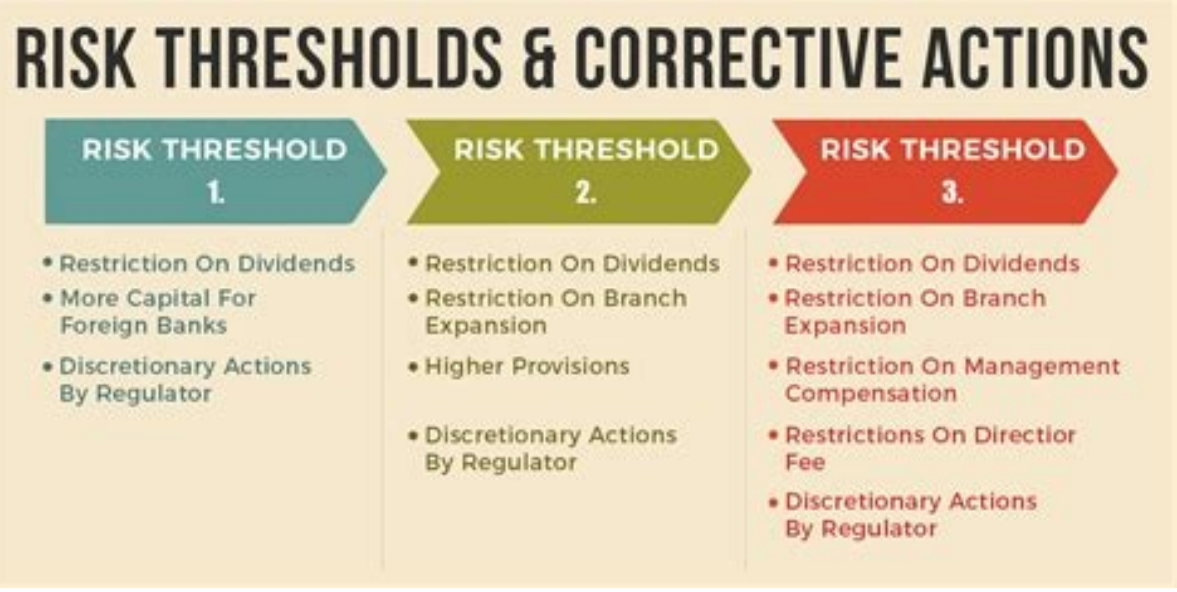 RISK THRESHOLDS & CORRECTIVE ACTIONS
RISK THRESHOLD
1.
• Restriction On Dividends
• More Capital For
Foreign Banks
• Discretionary Actions
By Regulator
RISK THRESHOLD
2.
• Restriction On Dividends
• Restriction On Branch
Expansion
• Higher Provisions
• Discretionary Actions
By Regulator
RISK THRESHOLD
3.
• Restriction On Dividends
• Restriction On Branch
Expansion
• Restriction On Management
Compensation
• Restrictions On Directior
Fee
• Discretionary Actions
By Regulator